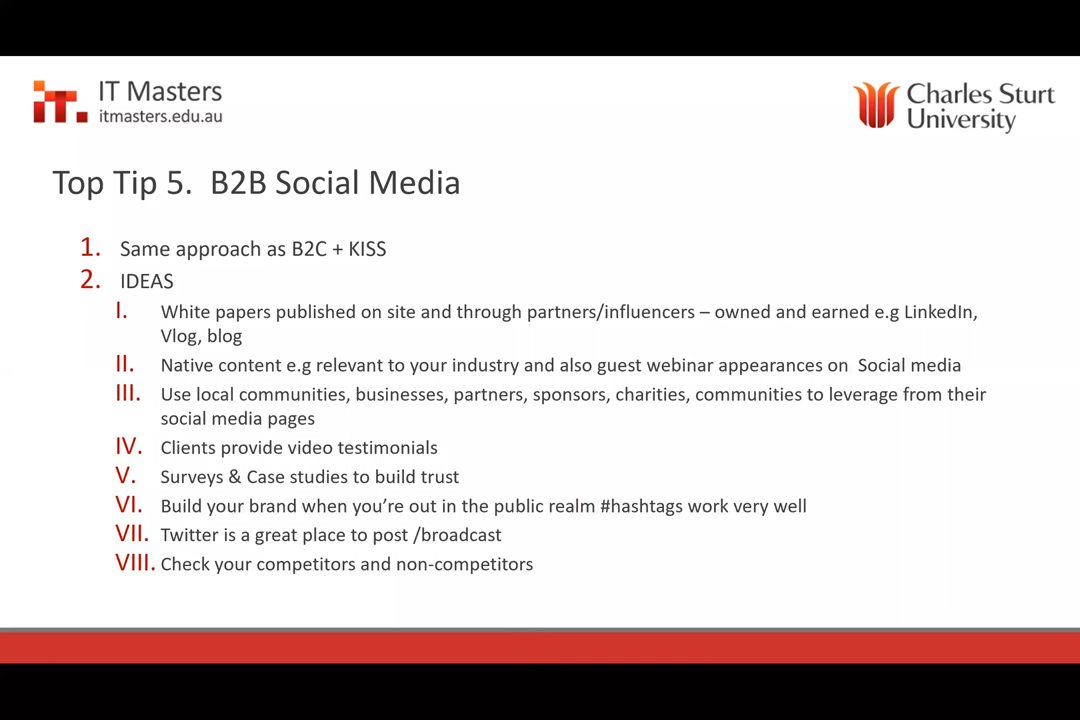 IT Masters
itmasters.edu.au
Charles Sturt
University
Top Tip 5. B2B Social Media
1. Same approach as B2C + KISS
2. IDEAS
I. White papers published on site and through partners/influencers – owned and earned e.g LinkedIn,
Vlog, blog
II. Native content e.g relevant to your industry and also guest webinar appearances on Social media
III. Use local communities, businesses, partners, sponsors, charities, communities to leverage from their
social media pages
IV. Clients provide video testimonials
V. Surveys & Case studies to build trust
VI. Build your brand when you’re out in the public realm #hashtags work very well
VII. Twitter is a great place to post /broadcast
VIII. Check your competitors and non-competitors